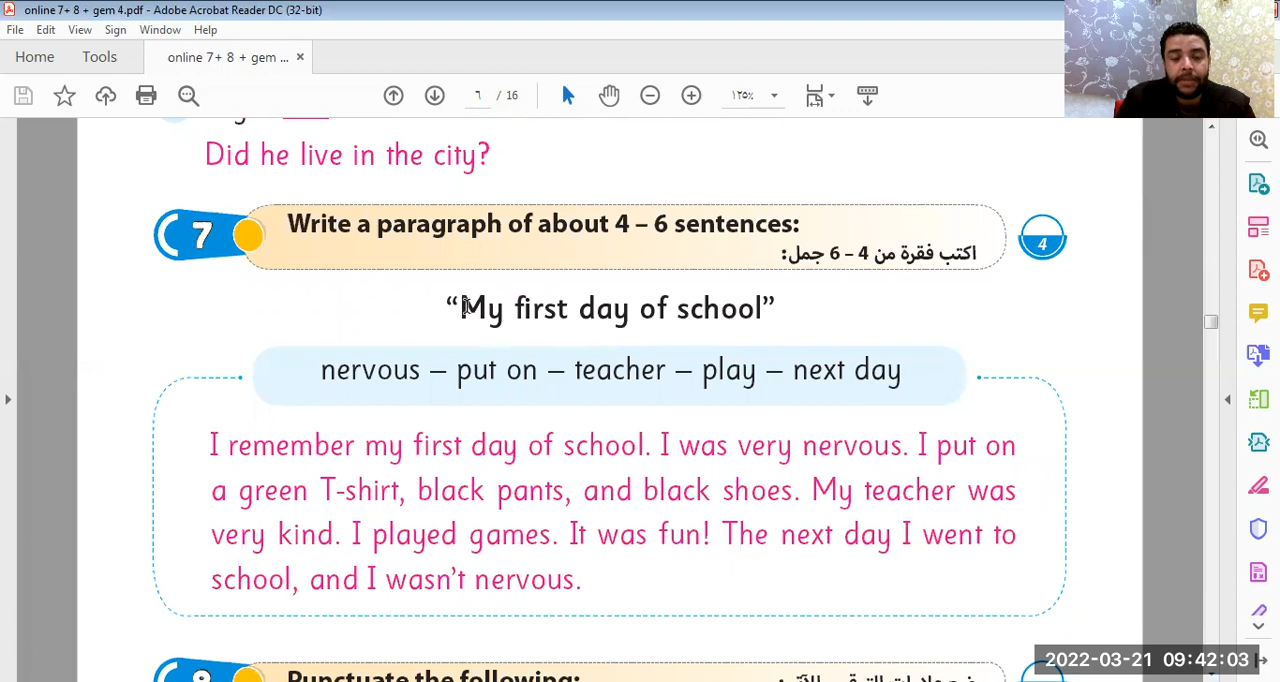 online 7+ 8 + gem 4.pdf - Adobe Acrobat Reader DC (32-bit)
File Edit View Sign Window Help
Home Tools online 7+ 8 + gem ... ×
٦ / 16 ١٢٥٪
Did he live in the city?
7 Write a paragraph of about 4 – 6 sentences:
اكتب فقرة من 4 – 6 جمل:
4
“My first day of school”
nervous – put on – teacher – play – next day
I remember my first day of school. I was very nervous. I put on
a green T-shirt, black pants, and black shoes. My teacher was
very kind. I played games. It was fun! The next day I went to
school, and I wasn’t nervous.
8 Punctuate the following:
2022-03-21 09:42:03